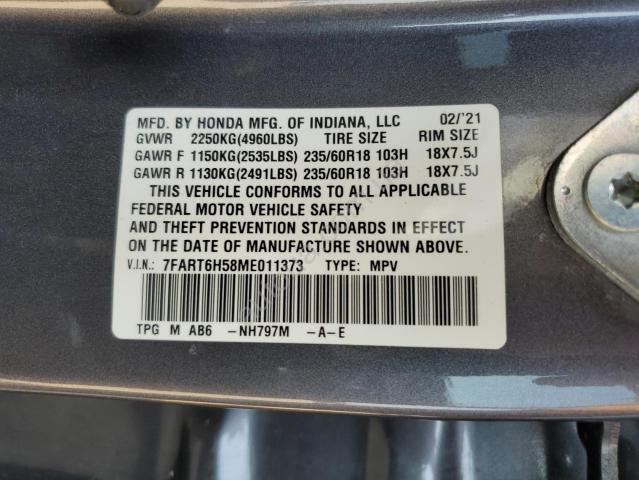 MFD. BY HONDA MFG. OF INDIANA, LLC 02/'21
GVWR 2250KG(4960LBS) TIRE SIZE RIM SIZE
GAWR F 1150KG(2535LBS) 235/60R18 103H 18X7.5J
GAWR R 1130KG(2491LBS) 235/60R18 103H 18X7.5J
THIS VEHICLE CONFORMS TO ALL APPLICABLE
FEDERAL MOTOR VEHICLE SAFETY
AND THEFT PREVENTION STANDARDS IN EFFECT
ON THE DATE OF MANUFACTURE SHOWN ABOVE.
V.I.N.: 7FART6H58ME011373 TYPE: MPV
TPG M AB6 -NH797M -A-E